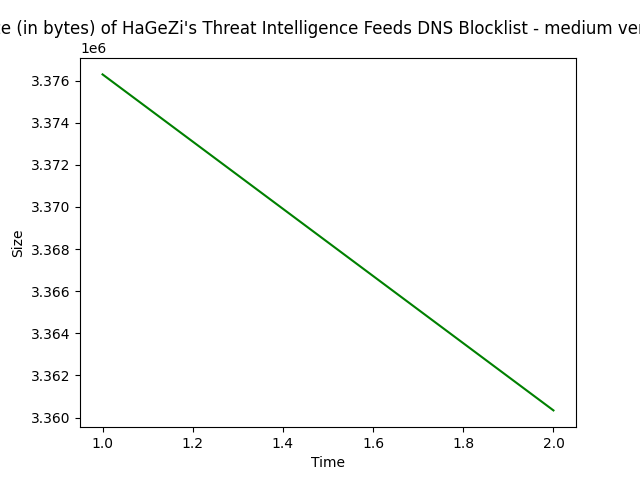 (in bytes) of HaGeZi's Threat Intelligence Feeds DNS Blocklist - medium
1e6
3.376
3.374
3.372
3.370
3.368
3.366
3.364
3.362
3.360
Size
1.0 1.2 1.4 1.6 1.8 2.0
Time